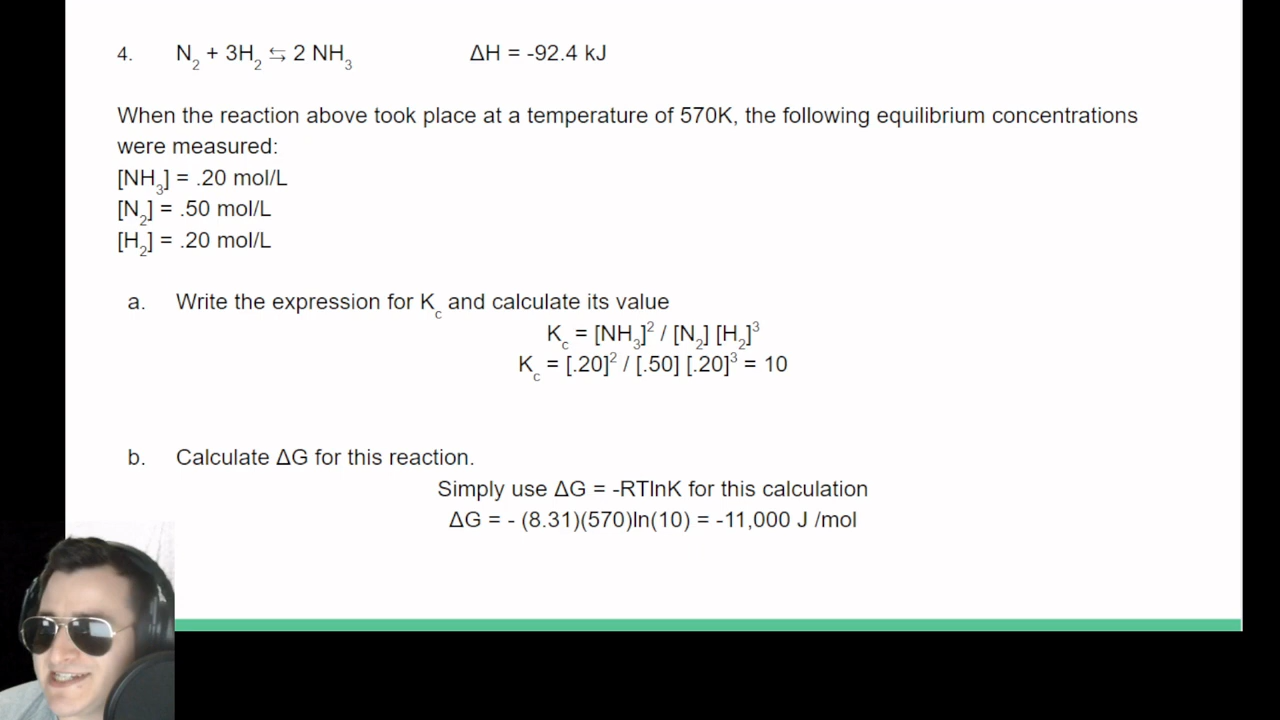 4. N₂ + 3H₂ ⇆ 2 NH₃ ΔH = -92.4 kJ
When the reaction above took place at a temperature of 570K, the following equilibrium concentrations
were measured:
[NH₃] = .20 mol/L
[N₂] = .50 mol/L
[H₂] = .20 mol/L
a. Write the expression for K꜀ and calculate its value
K꜀ = [NH₃]² / [N₂] [H₂]³
K꜀ = [.20]² / [.50] [.20]³ = 10
b. Calculate ΔG for this reaction.
Simply use ΔG = -RTlnK for this calculation
ΔG = - (8.31)(570)ln(10) = -11,000 J /mol